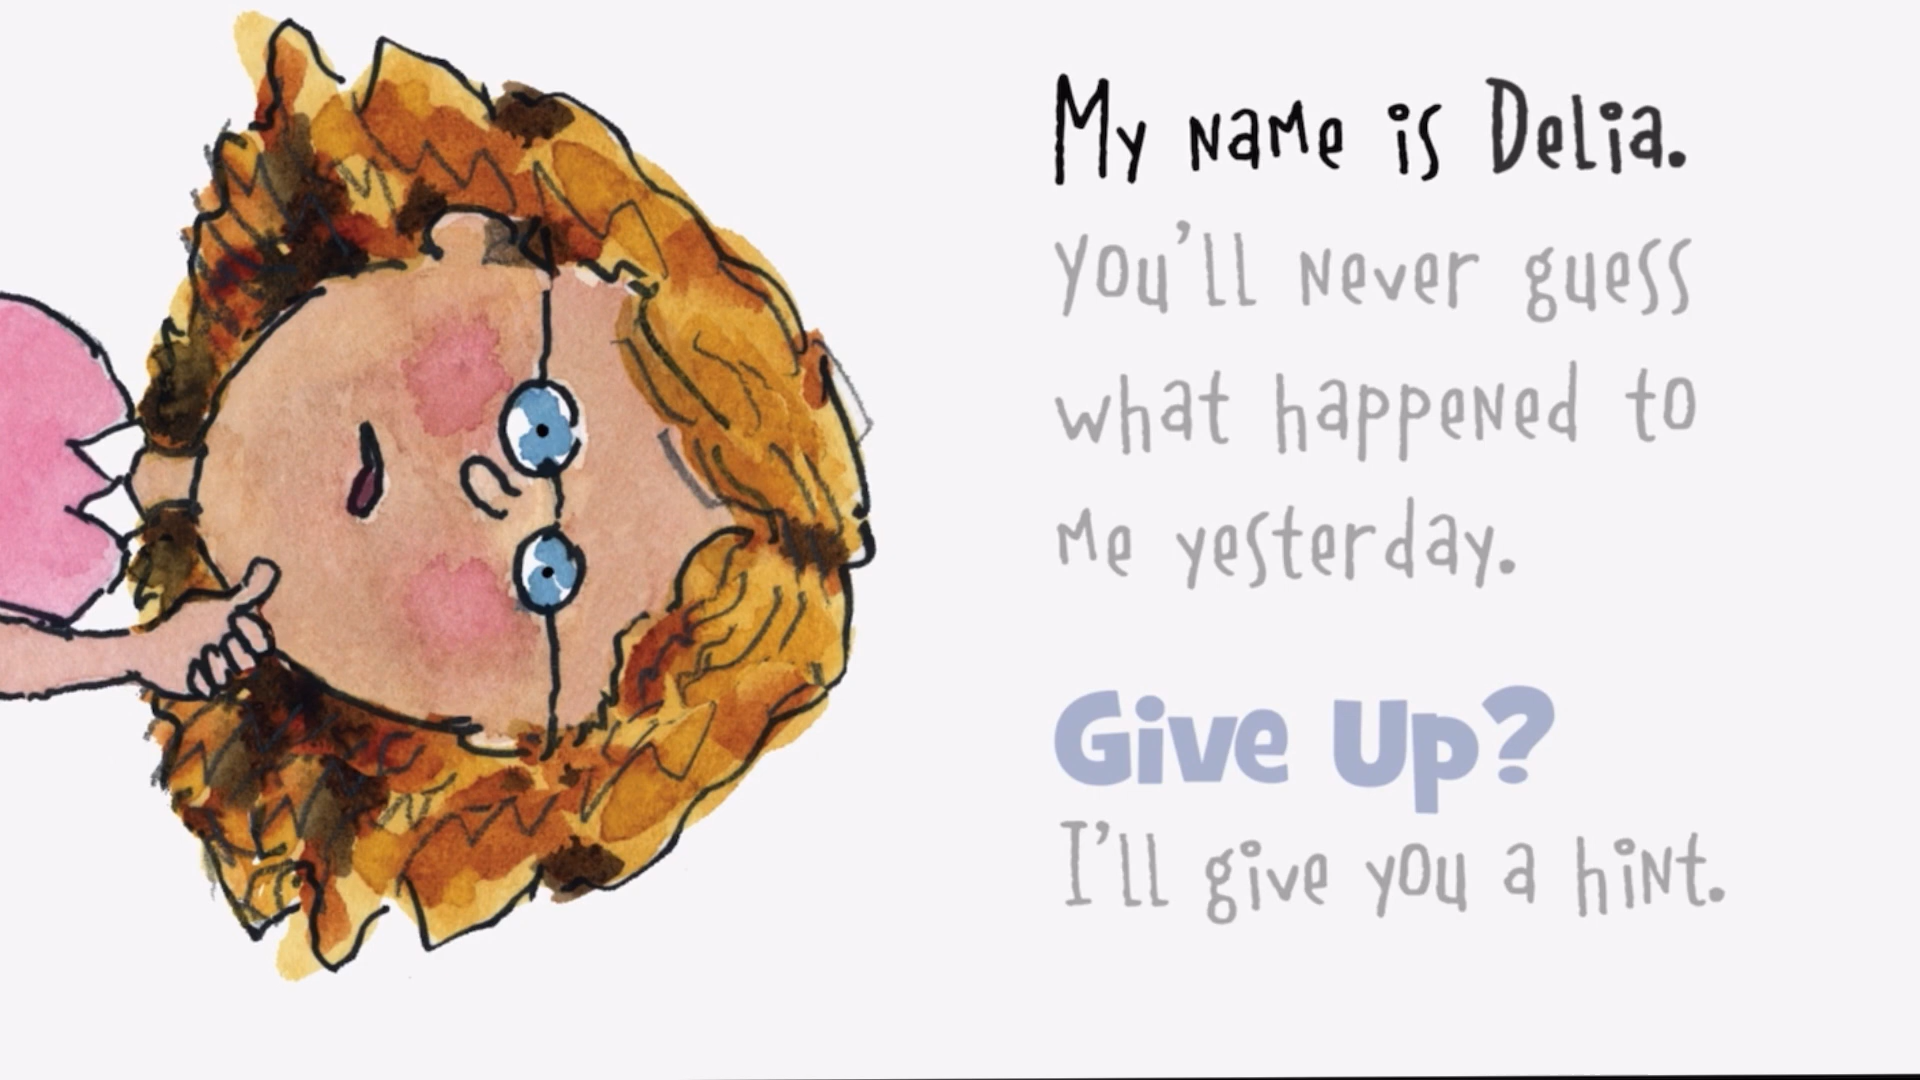 My name is Delia.
You'll never guess
what happened to
me yesterday.
Give Up?
I'll give you a hint.